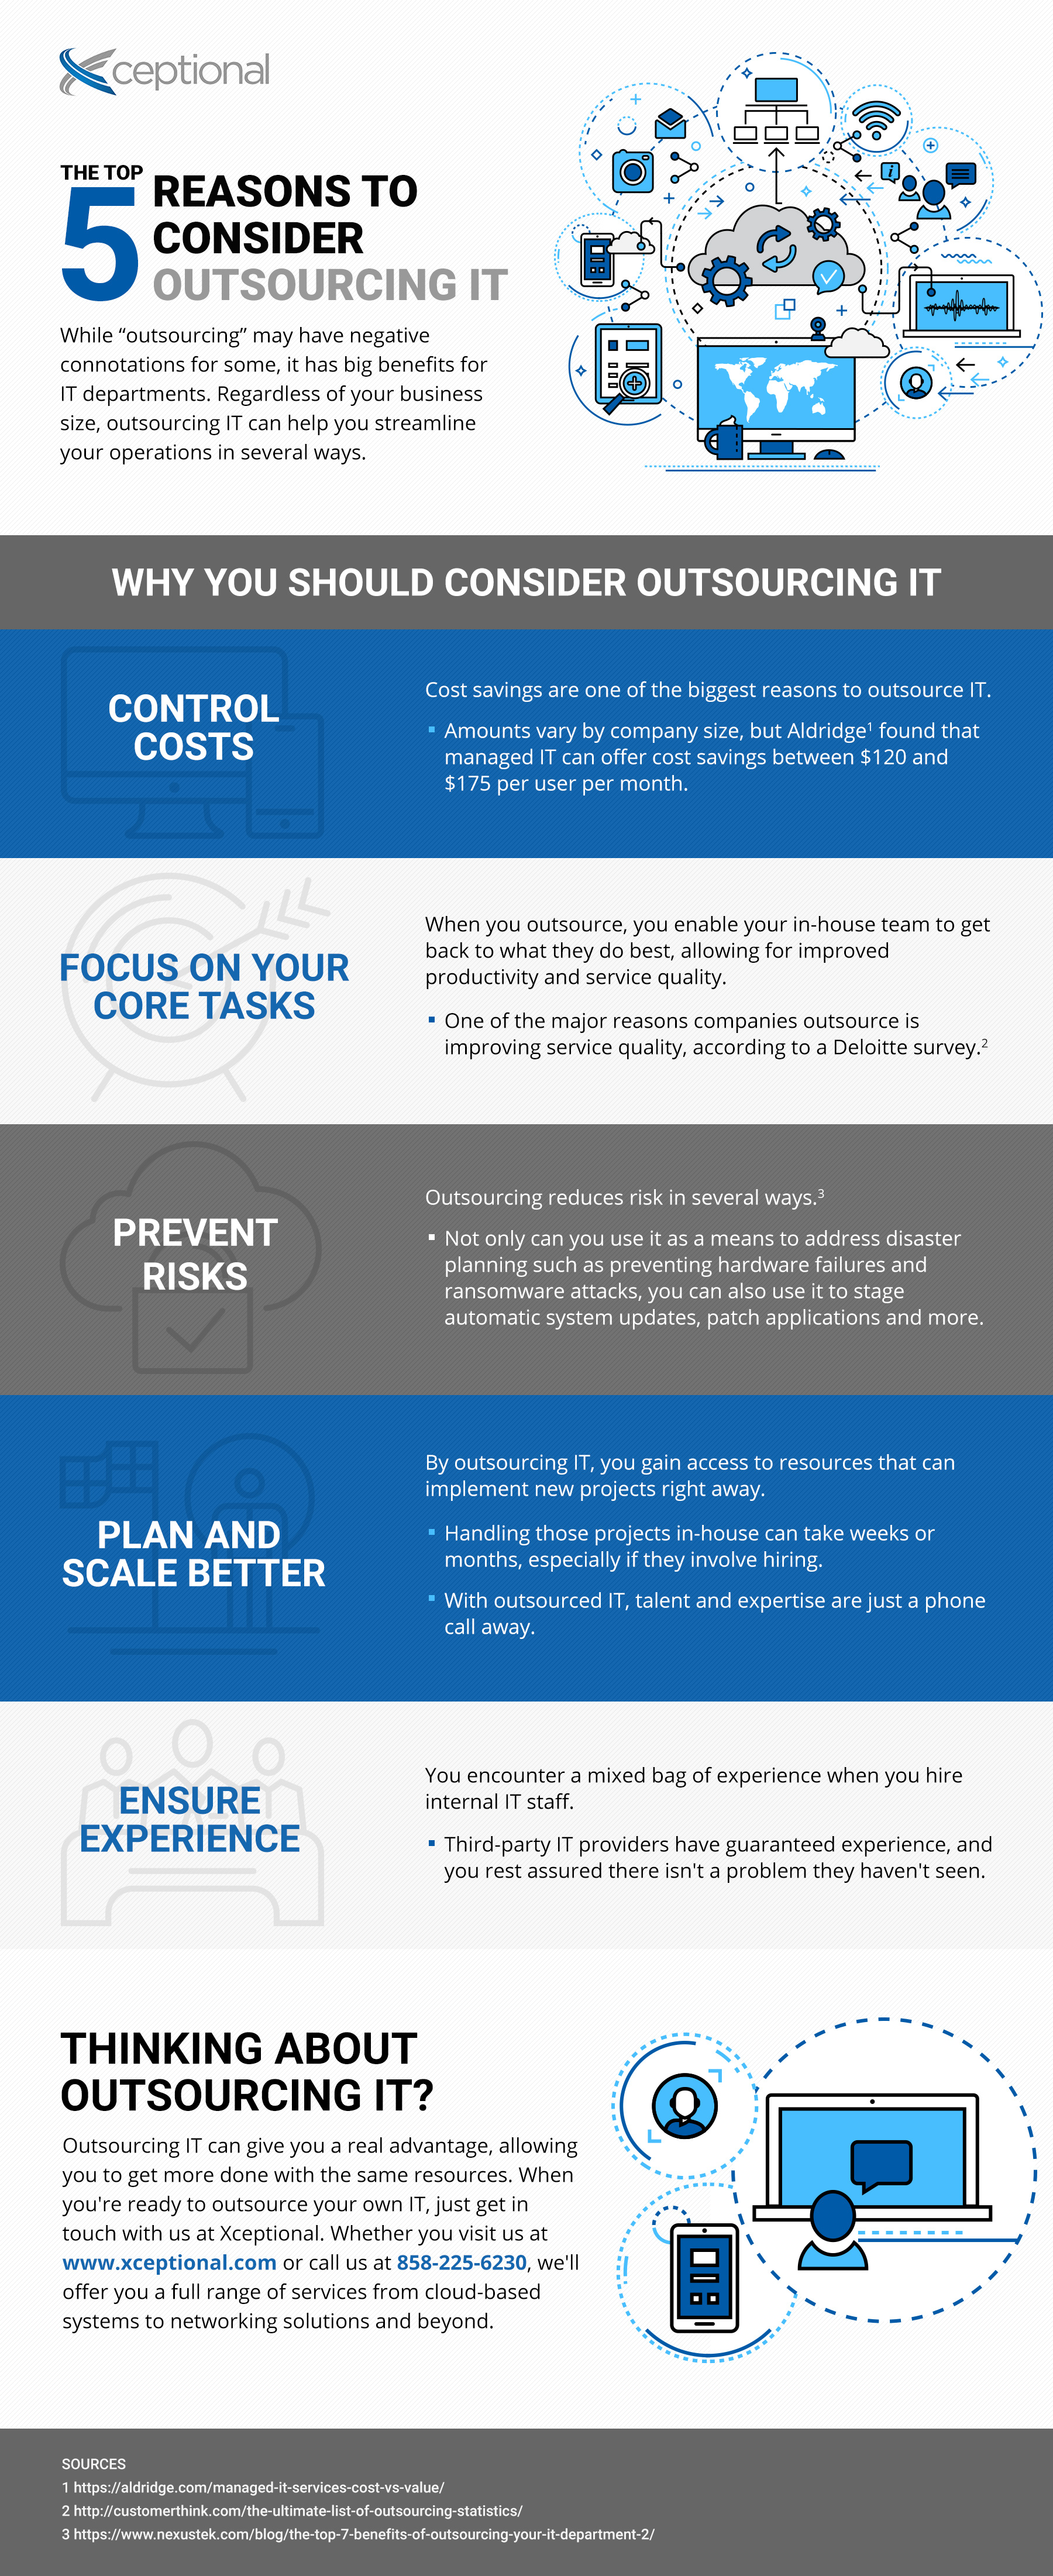 Xceptional
THE TOP
5
REASONS TO
CONSIDER
OUTSOURCING IT
While “outsourcing” may have negative
connotations for some, it has big benefits for
IT departments. Regardless of your business
size, outsourcing IT can help you streamline
your operations in several ways.
WHY YOU SHOULD CONSIDER OUTSOURCING IT
CONTROL
COSTS
Cost savings are one of the biggest reasons to outsource IT.
▪ Amounts vary by company size, but Aldridge¹ found that
managed IT can offer cost savings between $120 and
$175 per user per month.
FOCUS ON YOUR
CORE TASKS
When you outsource, you enable your in-house team to get
back to what they do best, allowing for improved
productivity and service quality.
▪ One of the major reasons companies outsource is
improving service quality, according to a Deloitte survey.²
PREVENT
RISKS
Outsourcing reduces risk in several ways.³
▪ Not only can you use it as a means to address disaster
planning such as preventing hardware failures and
ransomware attacks, you can also use it to stage
automatic system updates, patch applications and more.
PLAN AND
SCALE BETTER
By outsourcing IT, you gain access to resources that can
implement new projects right away.
▪ Handling those projects in-house can take weeks or
months, especially if they involve hiring.
▪ With outsourced IT, talent and expertise are just a phone
call away.
ENSURE
EXPERIENCE
You encounter a mixed bag of experience when you hire
internal IT staff.
▪ Third-party IT providers have guaranteed experience, and
you rest assured there isn't a problem they haven't seen.
THINKING ABOUT
OUTSOURCING IT?
Outsourcing IT can give you a real advantage, allowing
you to get more done with the same resources. When
you're ready to outsource your own IT, just get in
touch with us at Xceptional. Whether you visit us at
www.xceptional.com or call us at 858-225-6230, we'll
offer you a full range of services from cloud-based
systems to networking solutions and beyond.
SOURCES
1 https://aldridge.com/managed-it-services-cost-vs-value/
2 http://customerthink.com/the-ultimate-list-of-outsourcing-statistics/
3 https://www.nexustek.com/blog/the-top-7-benefits-of-outsourcing-your-it-department-2/